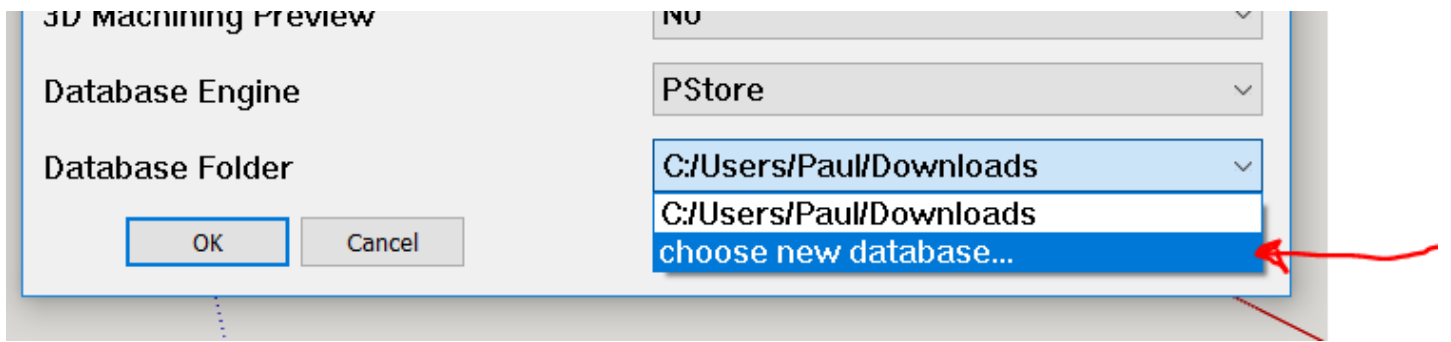 3D Machining Preview No
Database Engine PStore
Database Folder C:/Users/Paul/Downloads
C:/Users/Paul/Downloads
choose new database...
OK Cancel